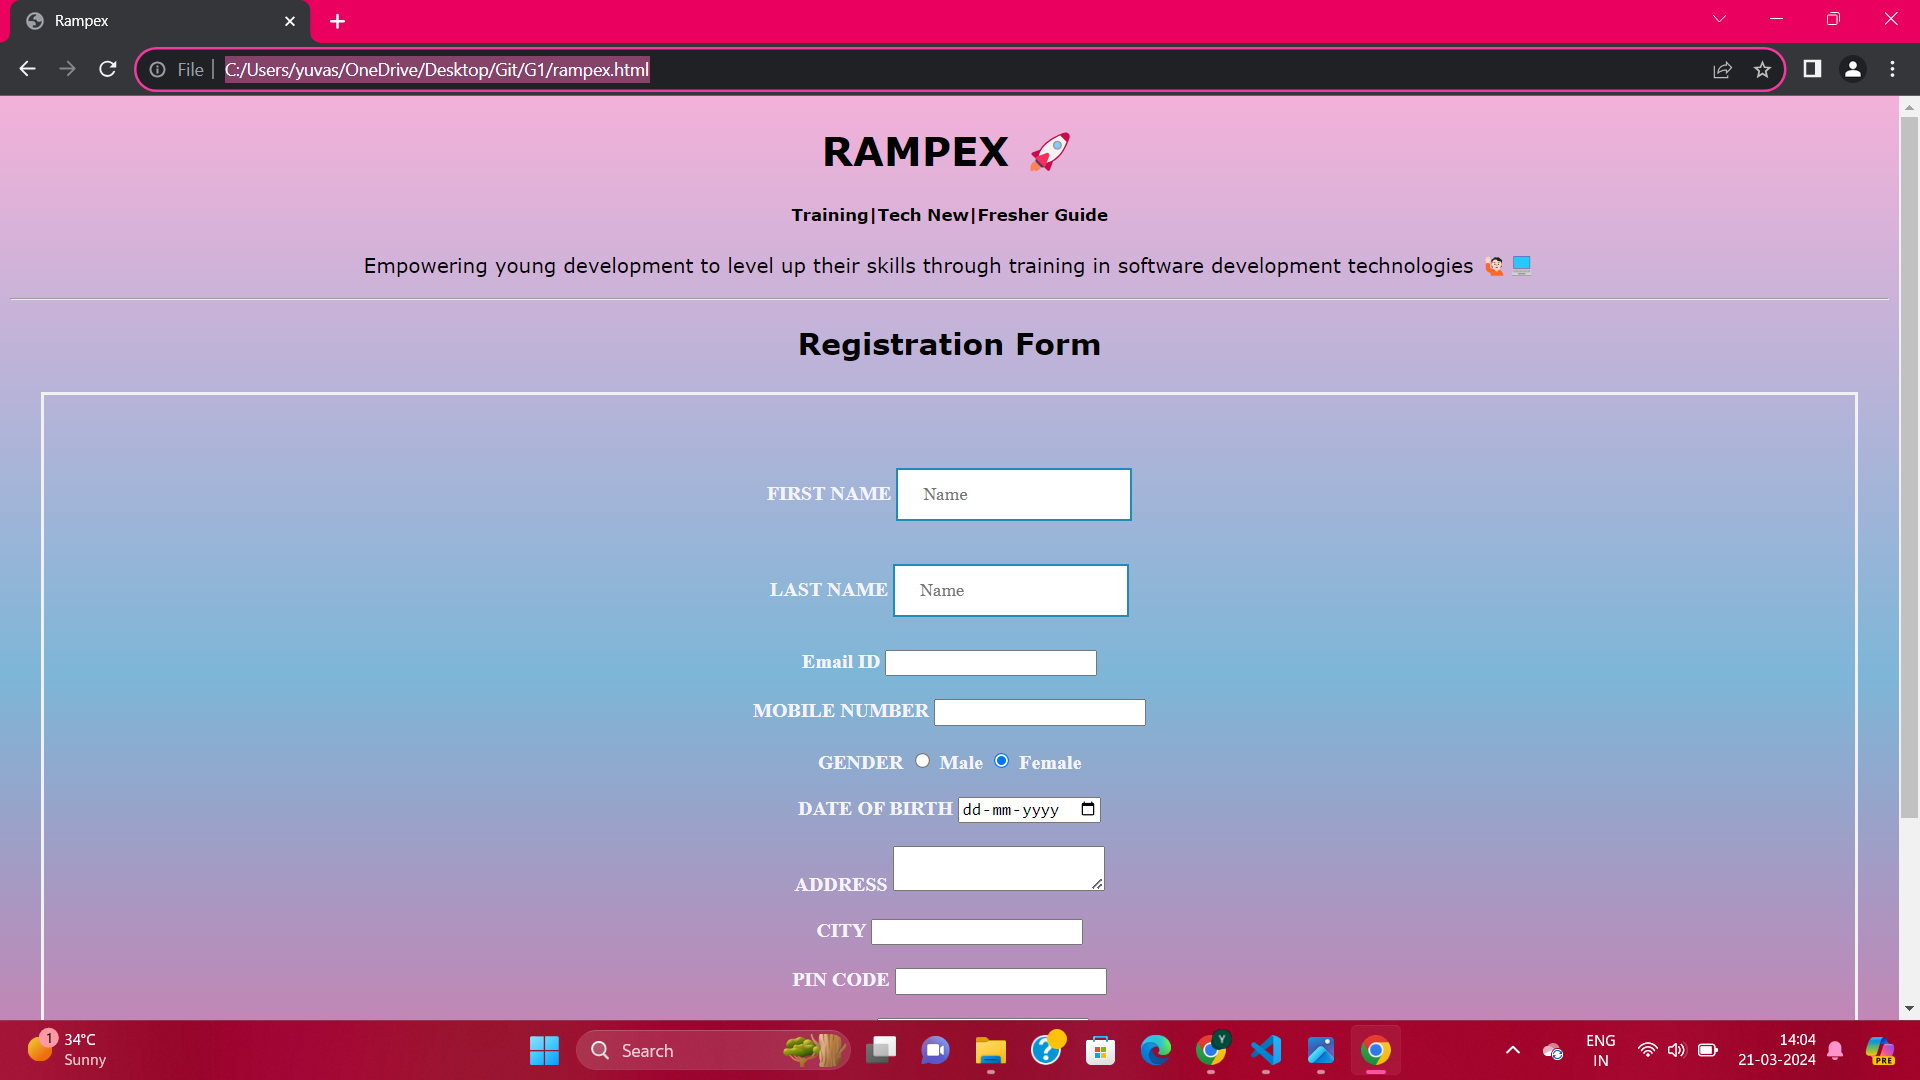 Rampex
File
C:/Users/yuvas/OneDrive/Desktop/Git/G1/rampex.html
RAMPEX 🚀
Training|Tech New|Fresher Guide
Empowering young development to level up their skills through training in software development technologies 🙋🏻💻
Registration Form
FIRST NAME Name
LAST NAME Name
Email ID
MOBILE NUMBER
GENDER Male Female
DATE OF BIRTH dd-mm-yyyy
ADDRESS
CITY
PIN CODE
1
34°C
Sunny
Search
Y
ENG
IN
14:04
21-03-2024
PRE